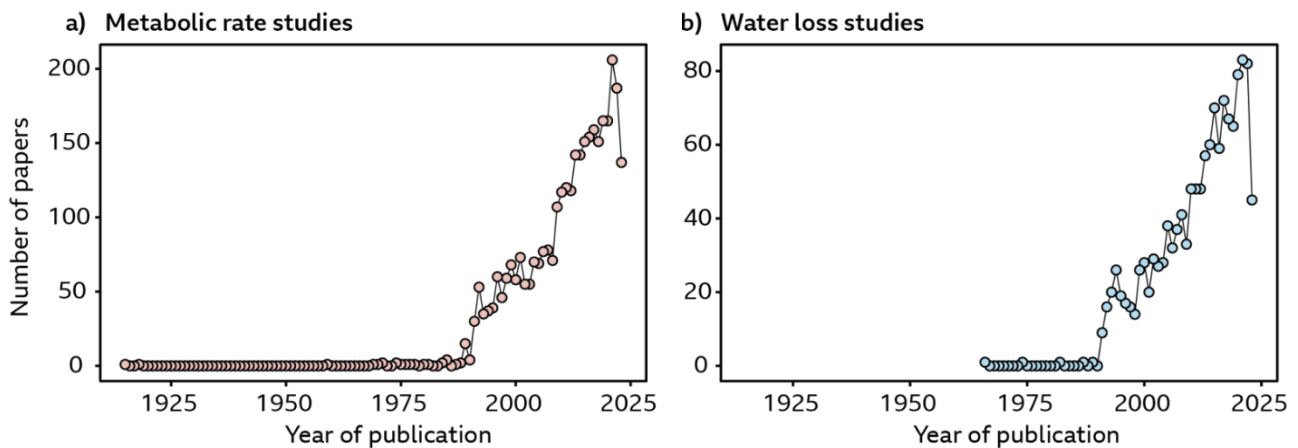 a) Metabolic rate studies
200
150
100
50
0
1925 1950 1975 2000 2025
Year of publication
Number of papers
b) Water loss studies
80
60
40
20
0
1925 1950 1975 2000 2025
Year of publication